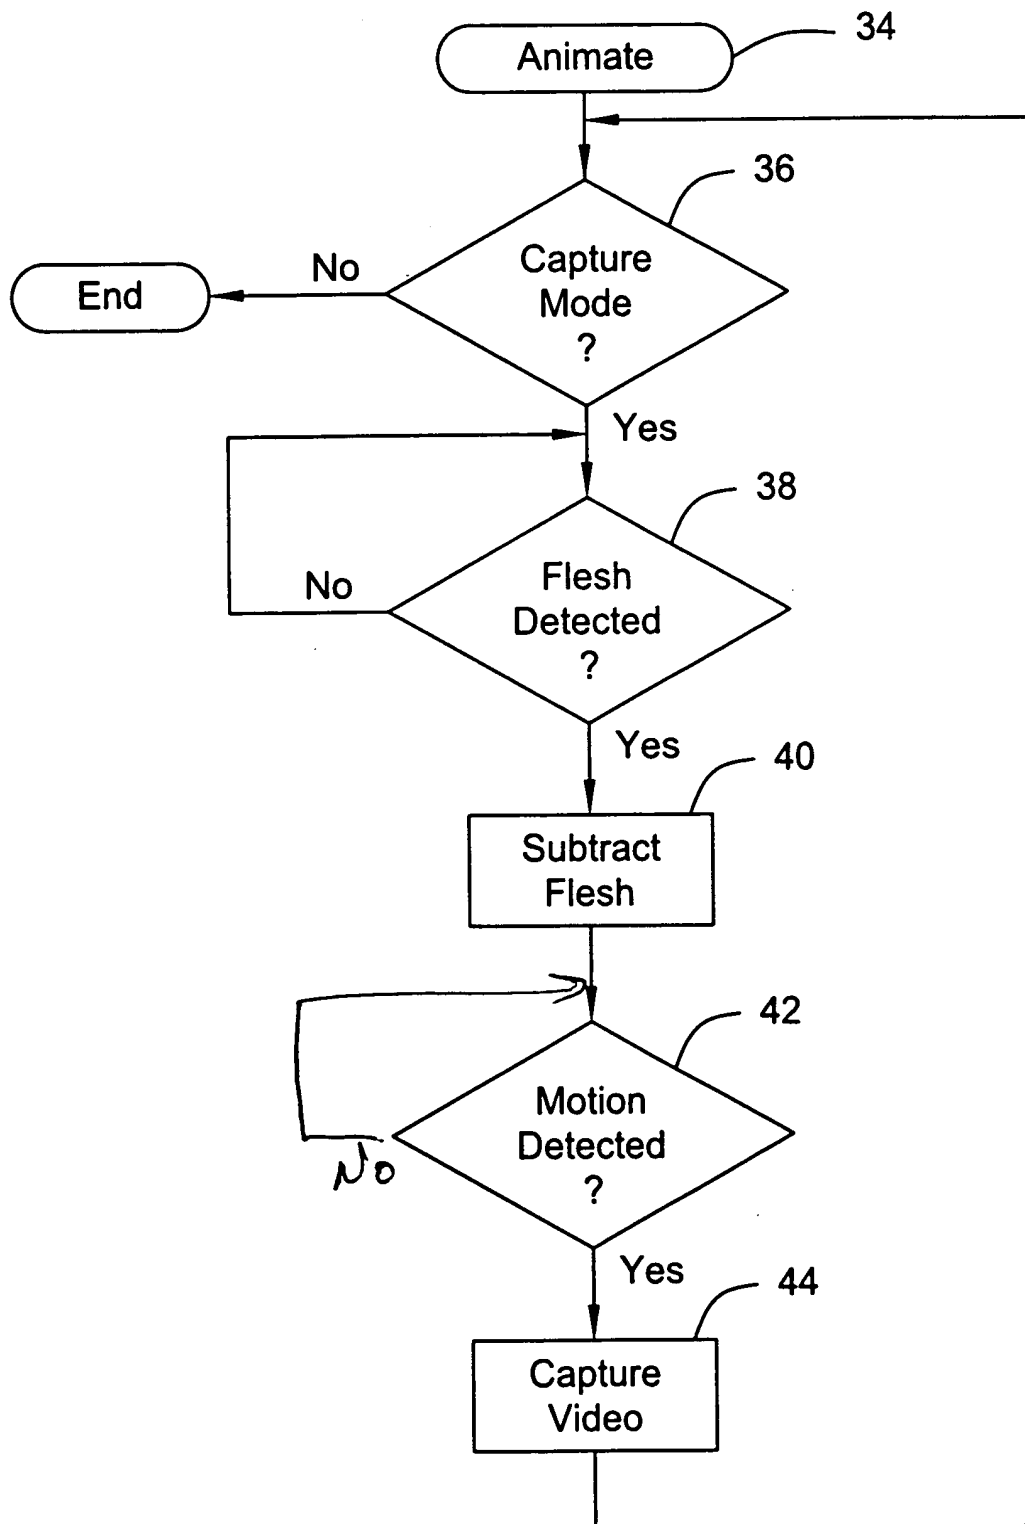 Animate
34
36
Capture
Mode
?
No
End
Yes
38
Flesh
Detected
?
No
Yes
40
Subtract
Flesh
42
Motion
Detected
?
No
Yes
44
Capture
Video